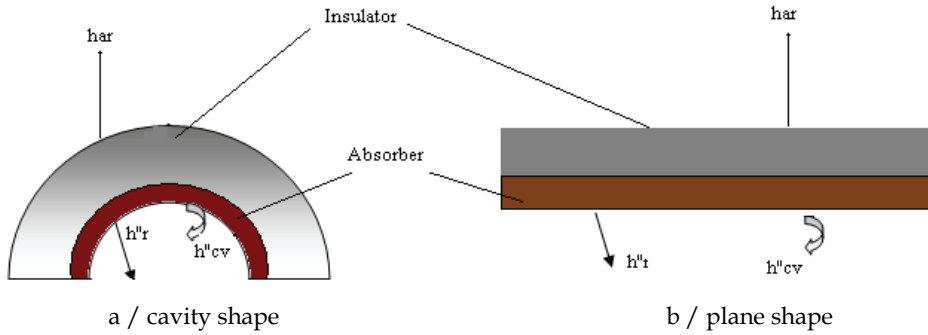 Insulator
har
har
Absorber
h"r
h"cv
h"r
h"cv
a / cavity shape
b / plane shape